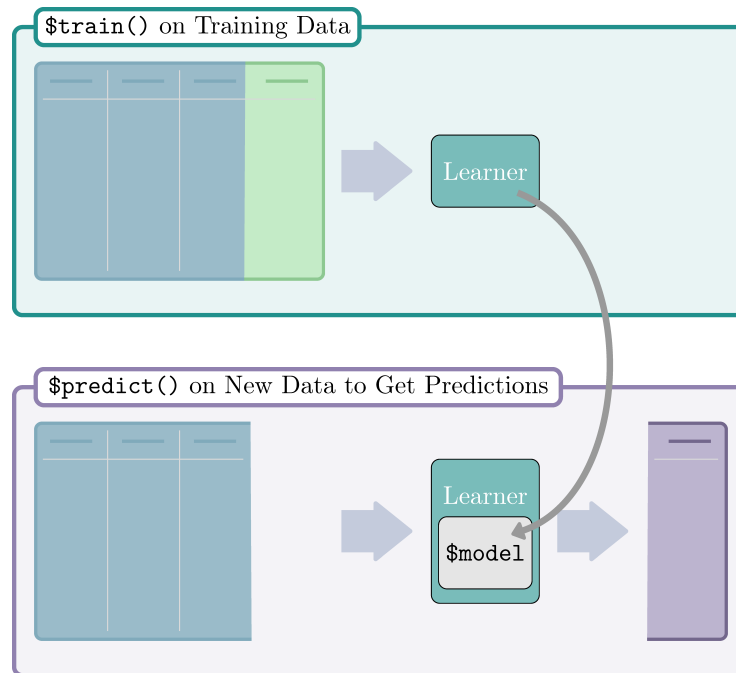 $train() on Training Data
Learner
$predict() on New Data to Get Predictions
Learner
$model